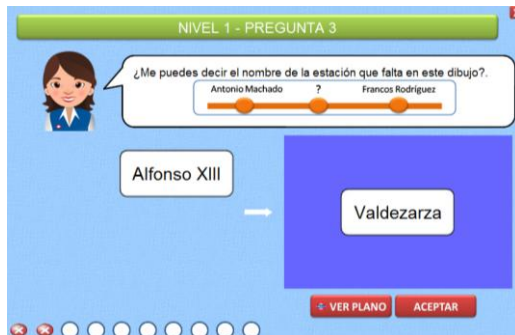 NIVEL 1 - PREGUNTA 3
¿Me puedes decir el nombre de la estación que falta en este dibujo?.
Antonio Machado ? Francos Rodríguez
Alfonso XIII
Valdezarza
VER PLANO ACEPTAR